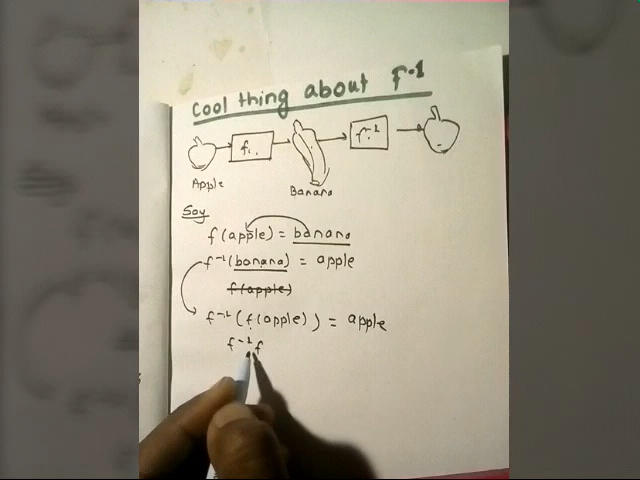 Cool thing about f-1
f
f-1
Apple
Banana
Say
f(apple) = banana
f-1(banana) = apple
f(apple)
f-1(f(apple)) = apple
f-1f